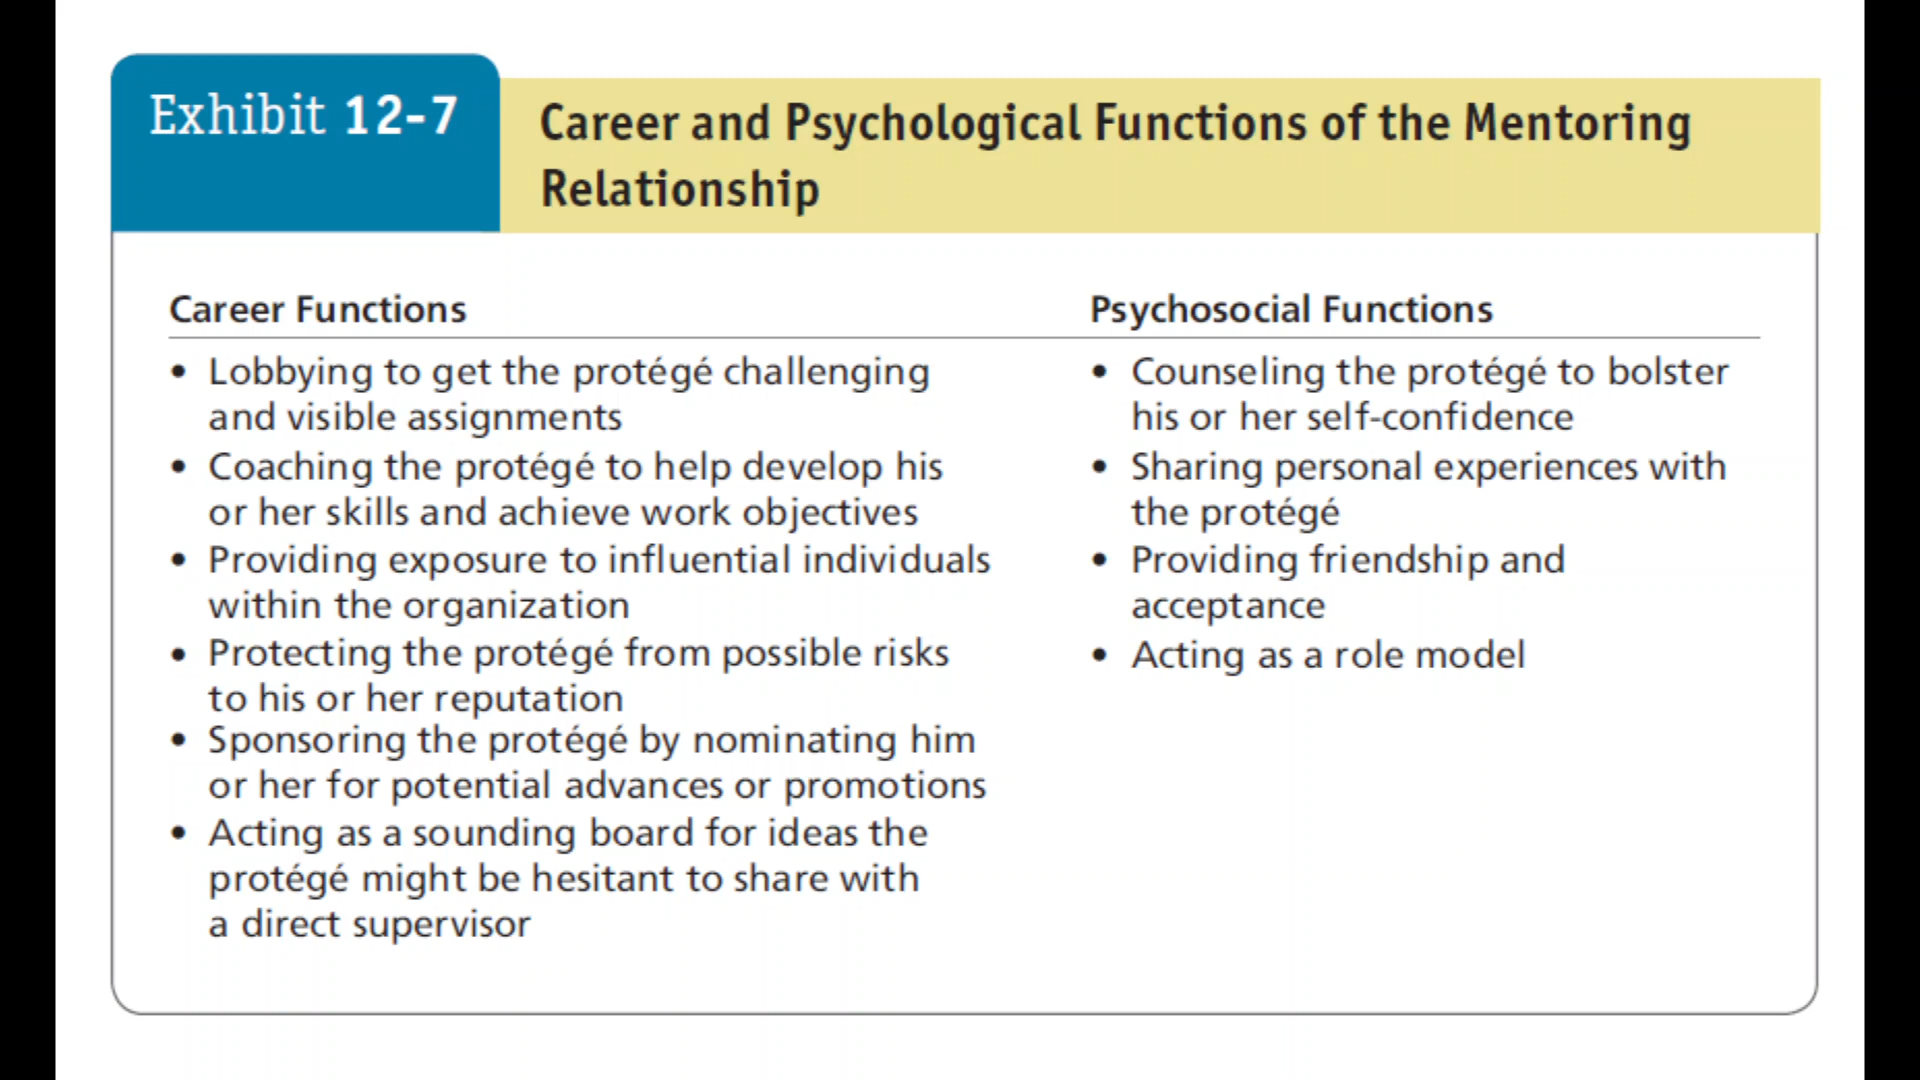 Exhibit 12-7
Career and Psychological Functions of the Mentoring
Relationship
Career Functions
• Lobbying to get the protégé challenging
and visible assignments
• Coaching the protégé to help develop his
or her skills and achieve work objectives
• Providing exposure to influential individuals
within the organization
• Protecting the protégé from possible risks
to his or her reputation
• Sponsoring the protégé by nominating him
or her for potential advances or promotions
• Acting as a sounding board for ideas the
protégé might be hesitant to share with
a direct supervisor
Psychosocial Functions
• Counseling the protégé to bolster
his or her self-confidence
• Sharing personal experiences with
the protégé
• Providing friendship and
acceptance
• Acting as a role model